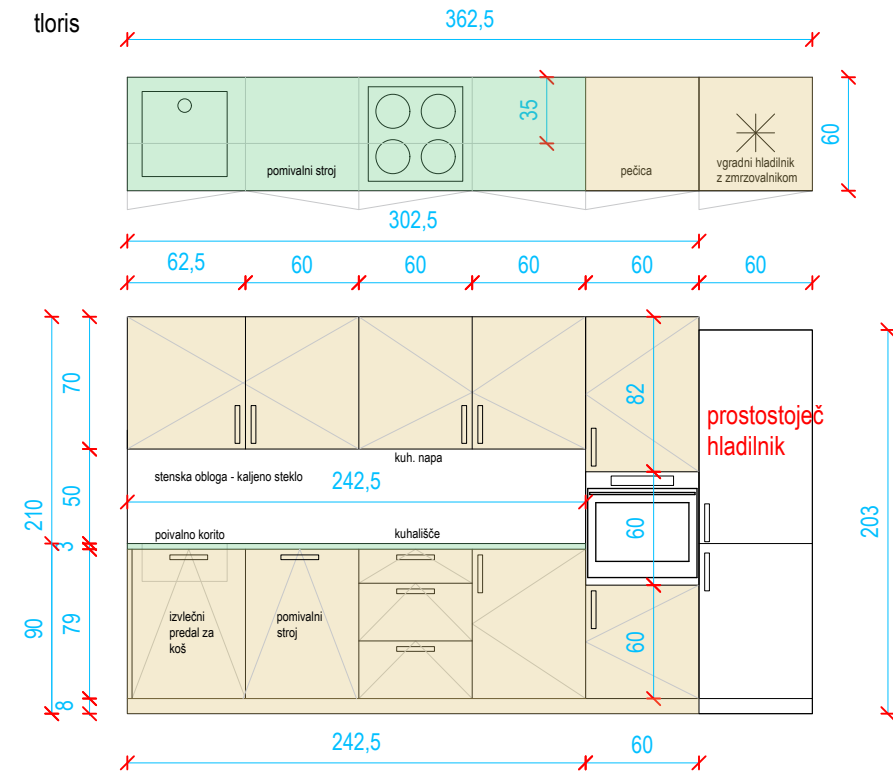 tloris
362,5
35
60
pomivalni stroj
pečica
vgradni hladilnik
z zmrzovalnikom
302,5
62,5
60
60
60
60
60
70
82
prostostoječ
hladilnik
kuh. napa
stenska obloga - kaljeno steklo
242,5
50
210
203
60
poivalno korito
kuhališče
3
izvlečni
predal za
koš
pomivalni
stroj
79
90
60
8
242,5
60